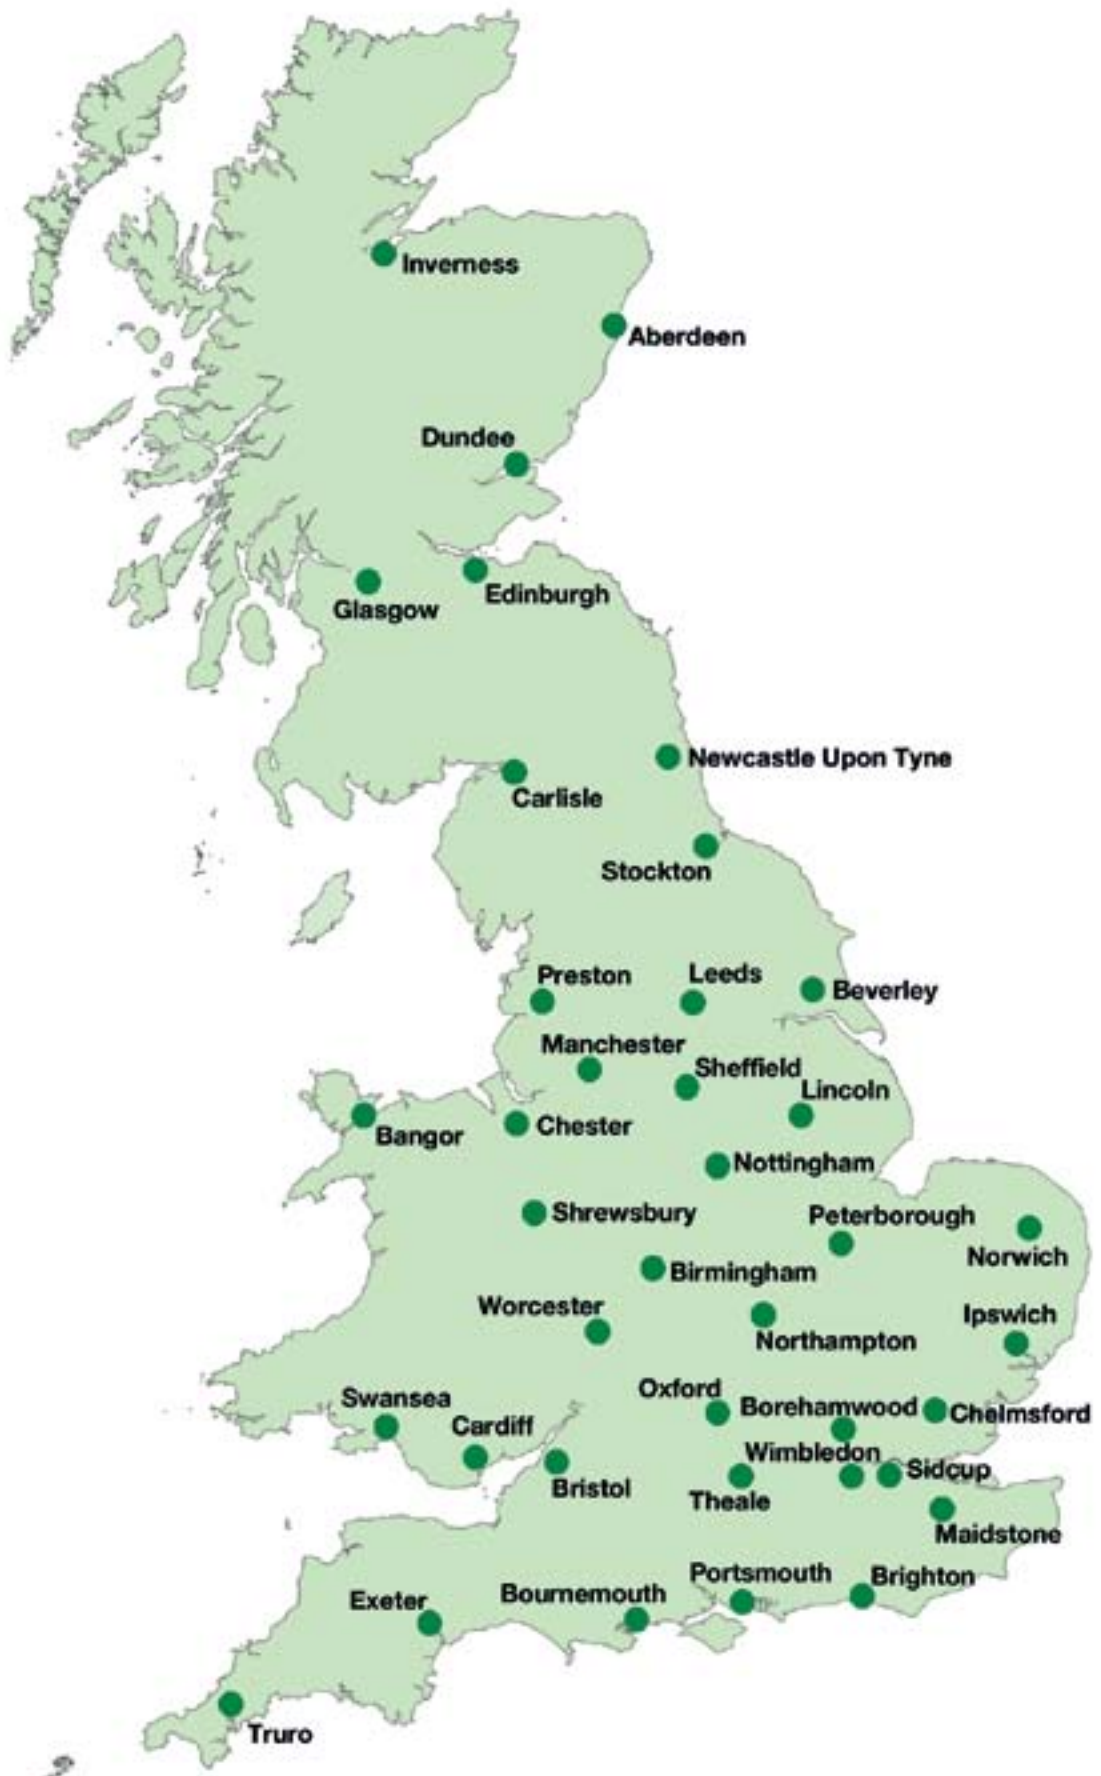 Inverness
Aberdeen
Dundee
Edinburgh
Glasgow
Newcastle Upon Tyne
Carlisle
Stockton
Preston
Leeds
Beverley
Manchester
Sheffield
Lincoln
Chester
Bangor
Nottingham
Shrewsbury
Peterborough
Norwich
Birmingham
Worcester
Ipswich
Northampton
Oxford
Swansea
Borehamwood
Chelmsford
Cardiff
Wimbledon
Sidcup
Bristol
Theale
Maidstone
Portsmouth
Brighton
Bournemouth
Exeter
Truro